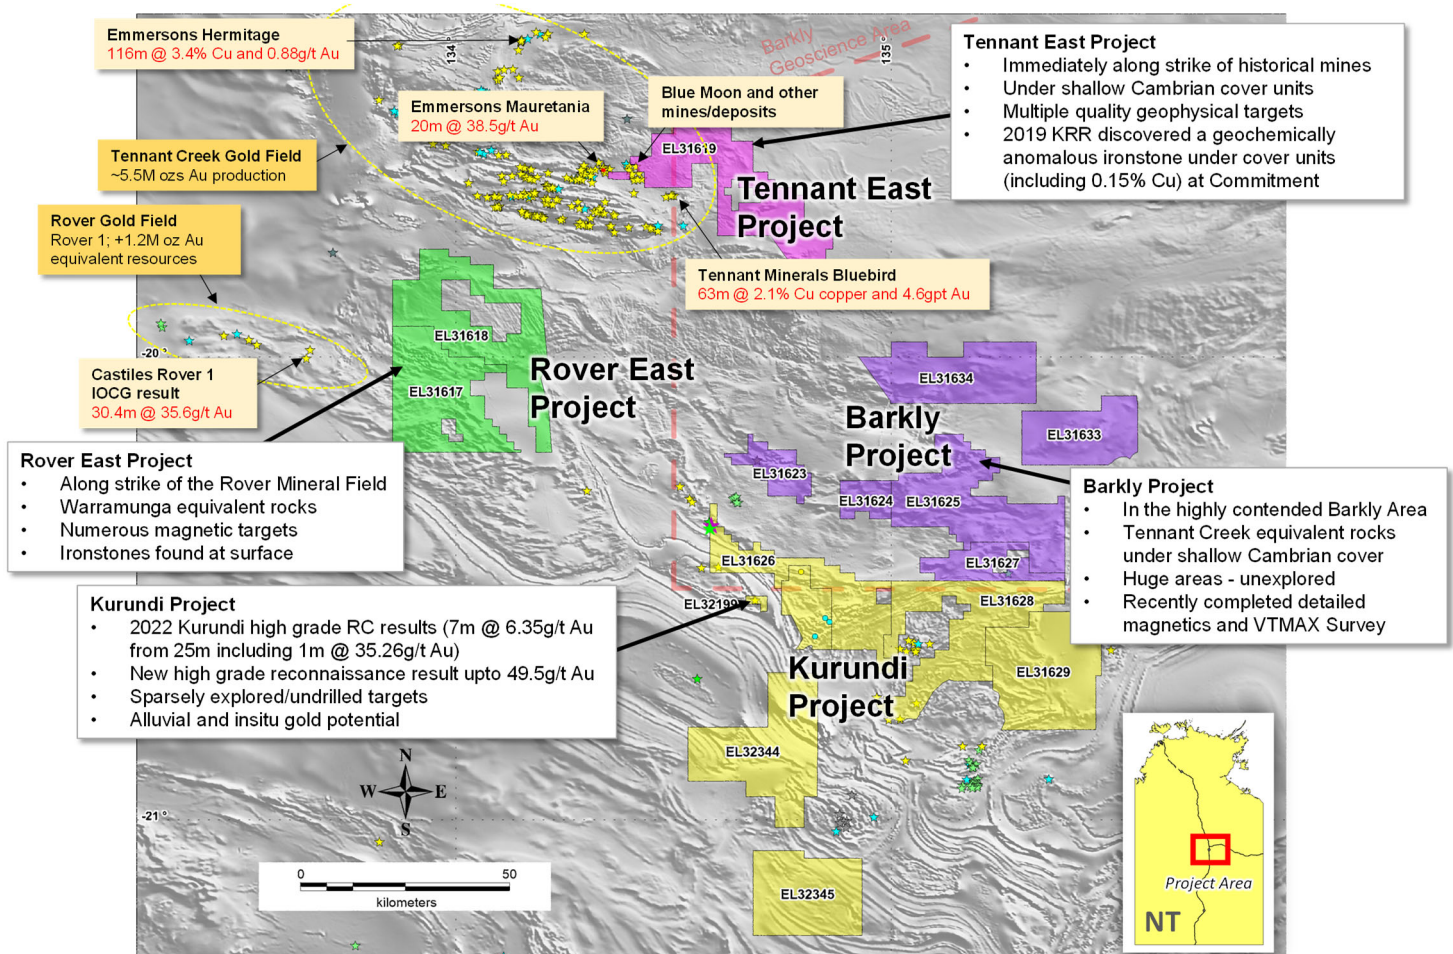 Emmersons Hermitage
116m @ 3.4% Cu and 0.88g/t Au
134°
Barkly
Geoscience Area
135°
Tennant East Project
• Immediately along strike of historical mines
• Under shallow Cambrian cover units
• Multiple quality geophysical targets
• 2019 KRR discovered a geochemically
anomalous ironstone under cover units
(including 0.15% Cu) at Commitment
Emmersons Mauretania
20m @ 38.5g/t Au
Blue Moon and other
mines/deposits
Tennant Creek Gold Field
~5.5M ozs Au production
EL31619
Tennant East
Project
Rover Gold Field
Rover 1; +1.2M oz Au
equivalent resources
Tennant Minerals Bluebird
63m @ 2.1% Cu copper and 4.6gpt Au
EL31618
-20°
Castiles Rover 1
IOCG result
30.4m @ 35.6g/t Au
EL31617
Rover East
Project
EL31634
Barkly
Project
EL31633
EL31623
EL31624
EL31625
EL31627
Rover East Project
• Along strike of the Rover Mineral Field
• Warramunga equivalent rocks
• Numerous magnetic targets
• Ironstones found at surface
Barkly Project
• In the highly contended Barkly Area
• Tennant Creek equivalent rocks
under shallow Cambrian cover
• Huge areas - unexplored
• Recently completed detailed
magnetics and VTMAX Survey
EL31626
EL32199
EL31628
Kurundi Project
• 2022 Kurundi high grade RC results (7m @ 6.35g/t Au
from 25m including 1m @ 35.26g/t Au)
• New high grade reconnaissance result upto 49.5g/t Au
• Sparsely explored/undrilled targets
• Alluvial and insitu gold potential
Kurundi
Project
EL31629
EL32344
N
W E
S
-21°
0 50
kilometers
EL32345
Project Area
NT